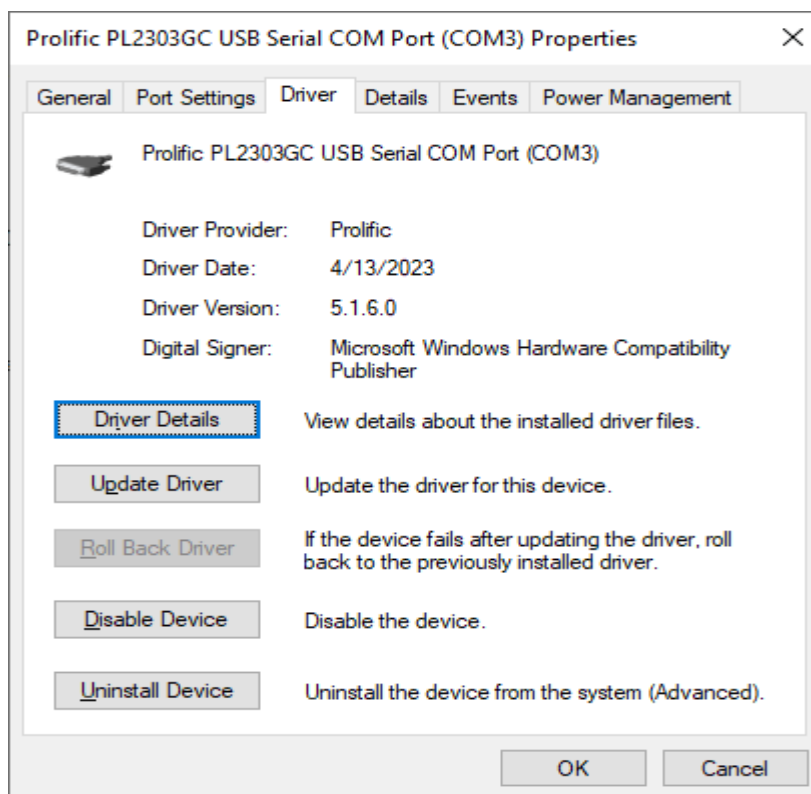 Prolific PL2303GC USB Serial COM Port (COM3) Properties
General Port Settings Driver Details Events Power Management
Prolific PL2303GC USB Serial COM Port (COM3)
Driver Provider: Prolific
Driver Date: 4/13/2023
Driver Version: 5.1.6.0
Digital Signer: Microsoft Windows Hardware Compatibility
Publisher
Driver Details View details about the installed driver files.
Update Driver Update the driver for this device.
Roll Back Driver If the device fails after updating the driver, roll
back to the previously installed driver.
Disable Device Disable the device.
Uninstall Device Uninstall the device from the system (Advanced).
OK Cancel